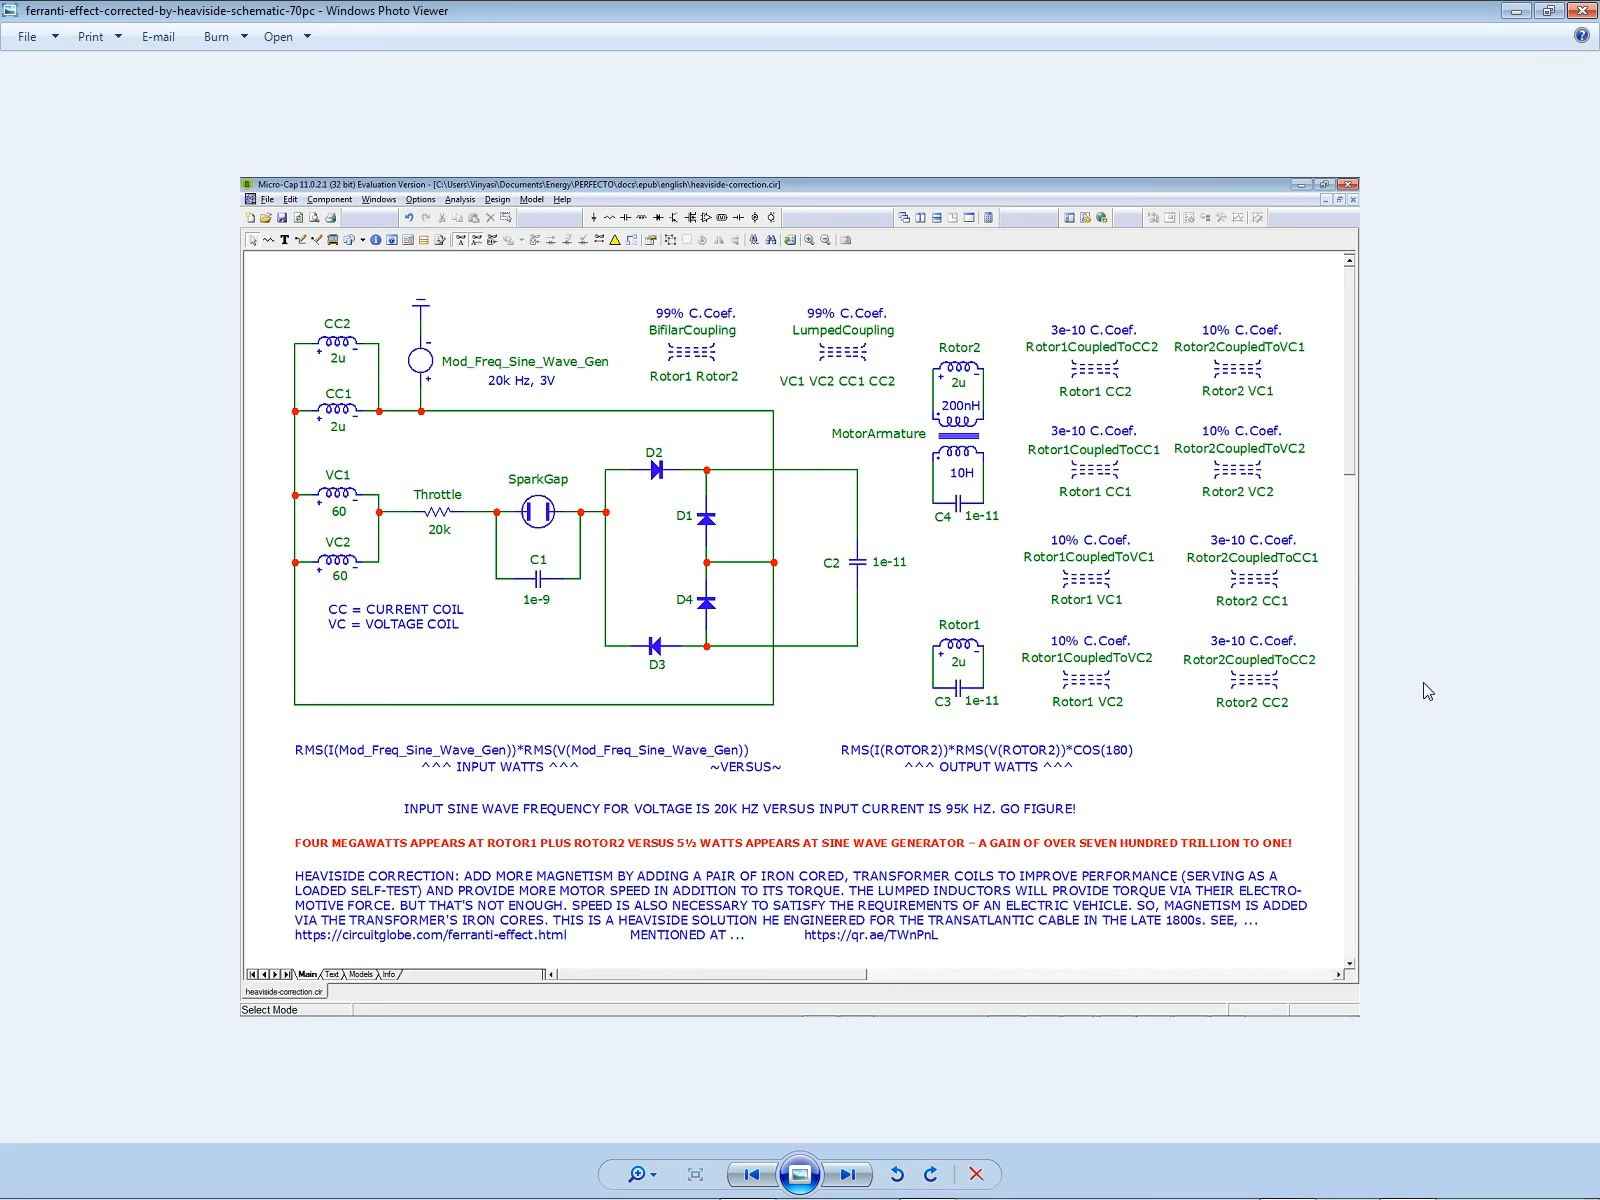 ferranti-effect-corrected-by-heaviside-schematic-70pc - Windows Photo Viewer
File Print E-mail Burn Open
Micro-Cap 11.0.2.1 (32 bit) Evaluation Version - [C:\Users\Vinyasi\Documents\Energy\PERFECTO\docs\epub\english\heaviside-correction.cir]
File Edit Component Windows Options Analysis Design Model Help
CC2
2u
CC1
2u
Mod_Freq_Sine_Wave_Gen
20k Hz, 3V
99% C.Coef.
BifilarCoupling
Rotor1 Rotor2
99% C.Coef.
LumpedCoupling
VC1 VC2 CC1 CC2
Rotor2
2u
200nH
MotorArmature
10H
C4 1e-11
3e-10 C.Coef.
Rotor1CoupledToCC2
Rotor1 CC2
10% C.Coef.
Rotor2CoupledToVC1
Rotor2 VC1
3e-10 C.Coef.
Rotor1CoupledToCC1
Rotor1 CC1
10% C.Coef.
Rotor2CoupledToVC2
Rotor2 VC2
VC1
60
VC2
60
Throttle
20k
SparkGap
C1
1e-9
D2
D1
D4
D3
C2 1e-11
CC = CURRENT COIL
VC = VOLTAGE COIL
10% C.Coef.
Rotor1CoupledToVC1
Rotor1 VC1
3e-10 C.Coef.
Rotor2CoupledToCC1
Rotor2 CC1
Rotor1
2u
C3 1e-11
10% C.Coef.
Rotor1CoupledToVC2
Rotor1 VC2
3e-10 C.Coef.
Rotor2CoupledToCC2
Rotor2 CC2
RMS(I(Mod_Freq_Sine_Wave_Gen))*RMS(V(Mod_Freq_Sine_Wave_Gen)) RMS(I(ROTOR2))*RMS(V(ROTOR2))*COS(180)
^^^ INPUT WATTS ^^^ ~VERSUS~ ^^^ OUTPUT WATTS ^^^
INPUT SINE WAVE FREQUENCY FOR VOLTAGE IS 20K HZ VERSUS INPUT CURRENT IS 95K HZ. GO FIGURE!
FOUR MEGAWATTS APPEARS AT ROTOR1 PLUS ROTOR2 VERSUS 5½ WATTS APPEARS AT SINE WAVE GENERATOR – A GAIN OF OVER SEVEN HUNDRED TRILLION TO ONE!
HEAVISIDE CORRECTION: ADD MORE MAGNETISM BY ADDING A PAIR OF IRON CORED, TRANSFORMER COILS TO IMPROVE PERFORMANCE (SERVING AS A
LOADED SELF-TEST) AND PROVIDE MORE MOTOR SPEED IN ADDITION TO ITS TORQUE. THE LUMPED INDUCTORS WILL PROVIDE TORQUE VIA THEIR ELECTRO-
MOTIVE FORCE. BUT THAT'S NOT ENOUGH. SPEED IS ALSO NECESSARY TO SATISFY THE REQUIREMENTS OF AN ELECTRIC VEHICLE. SO, MAGNETISM IS ADDED
VIA THE TRANSFORMER'S IRON CORES. THIS IS A HEAVISIDE SOLUTION HE ENGINEERED FOR THE TRANSATLANTIC CABLE IN THE LATE 1800s. SEE, ...
https://circuitglobe.com/ferranti-effect.html MENTIONED AT ... https://qr.ae/TWnPnL
Main Text Models Info
heaviside-correction.cir
Select Mode